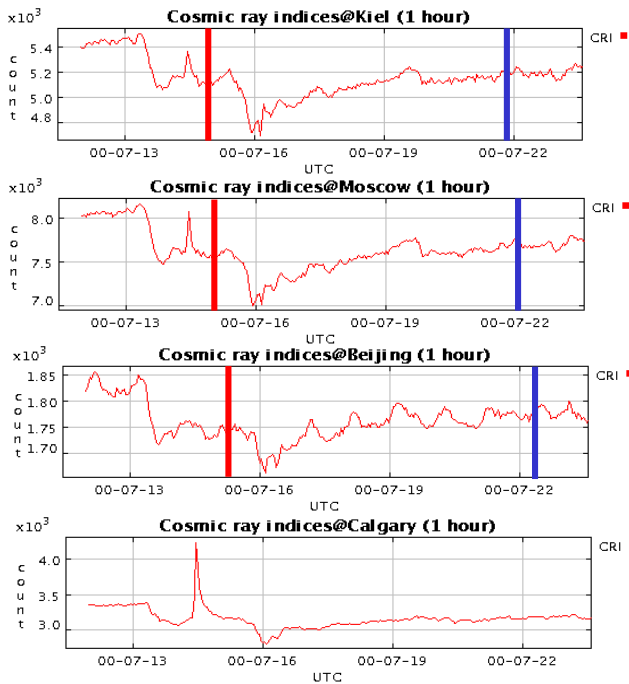 Cosmic ray indices@Kiel (1 hour)
x10³
5.4
5.2
5.0
4.8
count
CRI
00-07-13 00-07-16 00-07-19 00-07-22
UTC
Cosmic ray indices@Moscow (1 hour)
x10³
8.0
7.5
7.0
count
CRI
00-07-13 00-07-16 00-07-19 00-07-22
UTC
Cosmic ray indices@Beijing (1 hour)
x10³
1.85
1.80
1.70
count
CRI
00-07-13 00-07-16 00-07-19 00-07-22
UTC
Cosmic ray indices@Calgary (1 hour)
x10³
4.0
3.5
3.0
count
CRI
00-07-13 00-07-16 00-07-19 00-07-22
UTC